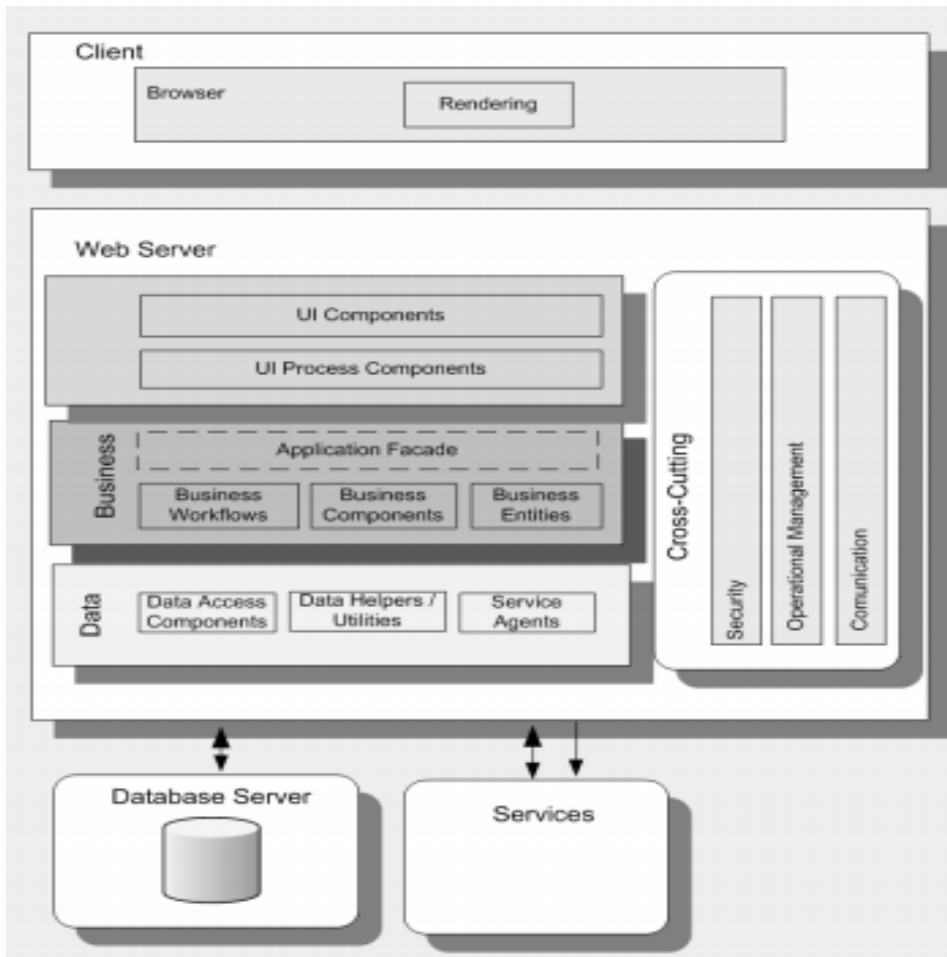 Client
Browser
Rendering
Web Server
UI Components
UI Process Components
Business
Application Facade
Business
Workflows
Business
Components
Business
Entities
Data
Data Access
Components
Data Helpers /
Utilities
Service
Agents
Cross-Cutting
Security
Operational Management
Comunication
Database Server
Services